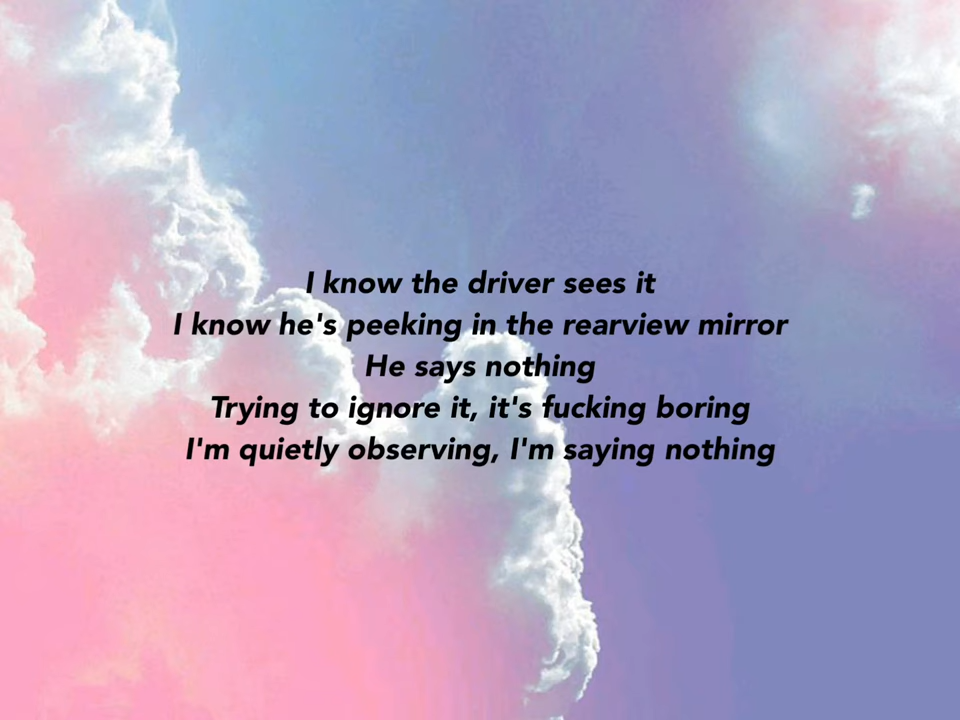 I know the driver sees it
I know he's peeking in the rearview mirror
He says nothing
Trying to ignore it, it's fucking boring
I'm quietly observing, I'm saying nothing